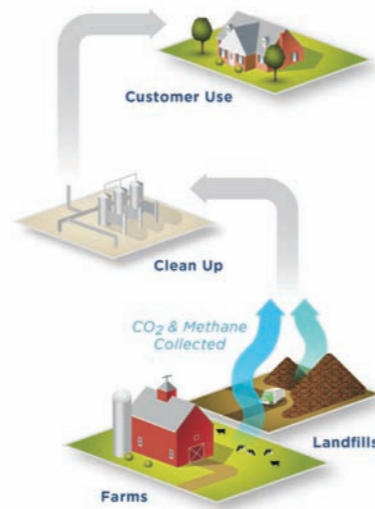 Customer Use
Clean Up
CO₂ & Methane
Collected
Landfills
Farms